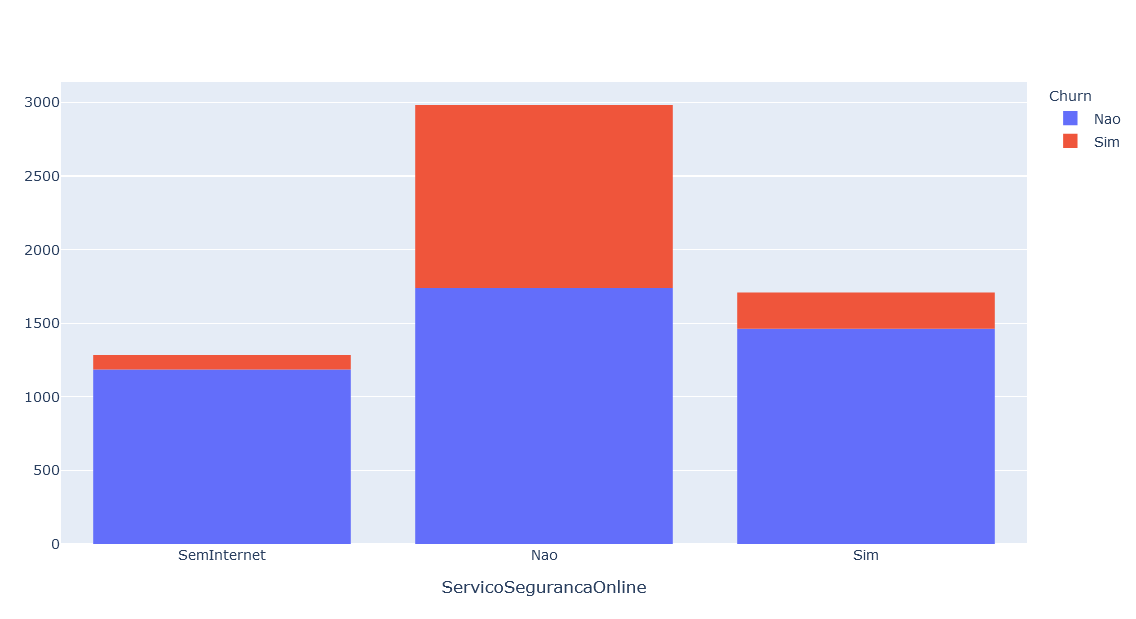 Churn
Nao
Sim
3000
2500
2000
1500
1000
500
0
SemInternet
Nao
Sim
ServicoSegurancaOnline